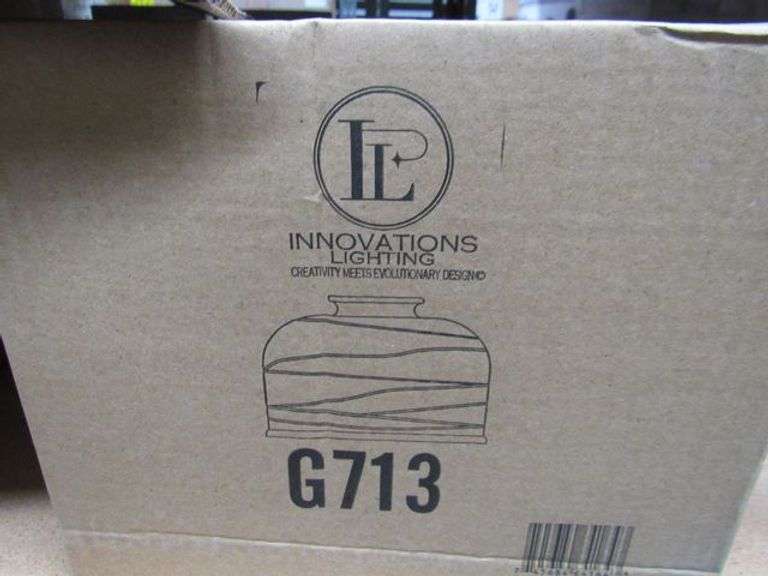 IL
INNOVATIONS
LIGHTING
CREATIVITY MEETS EVOLUTIONARY DESIGN©
G713